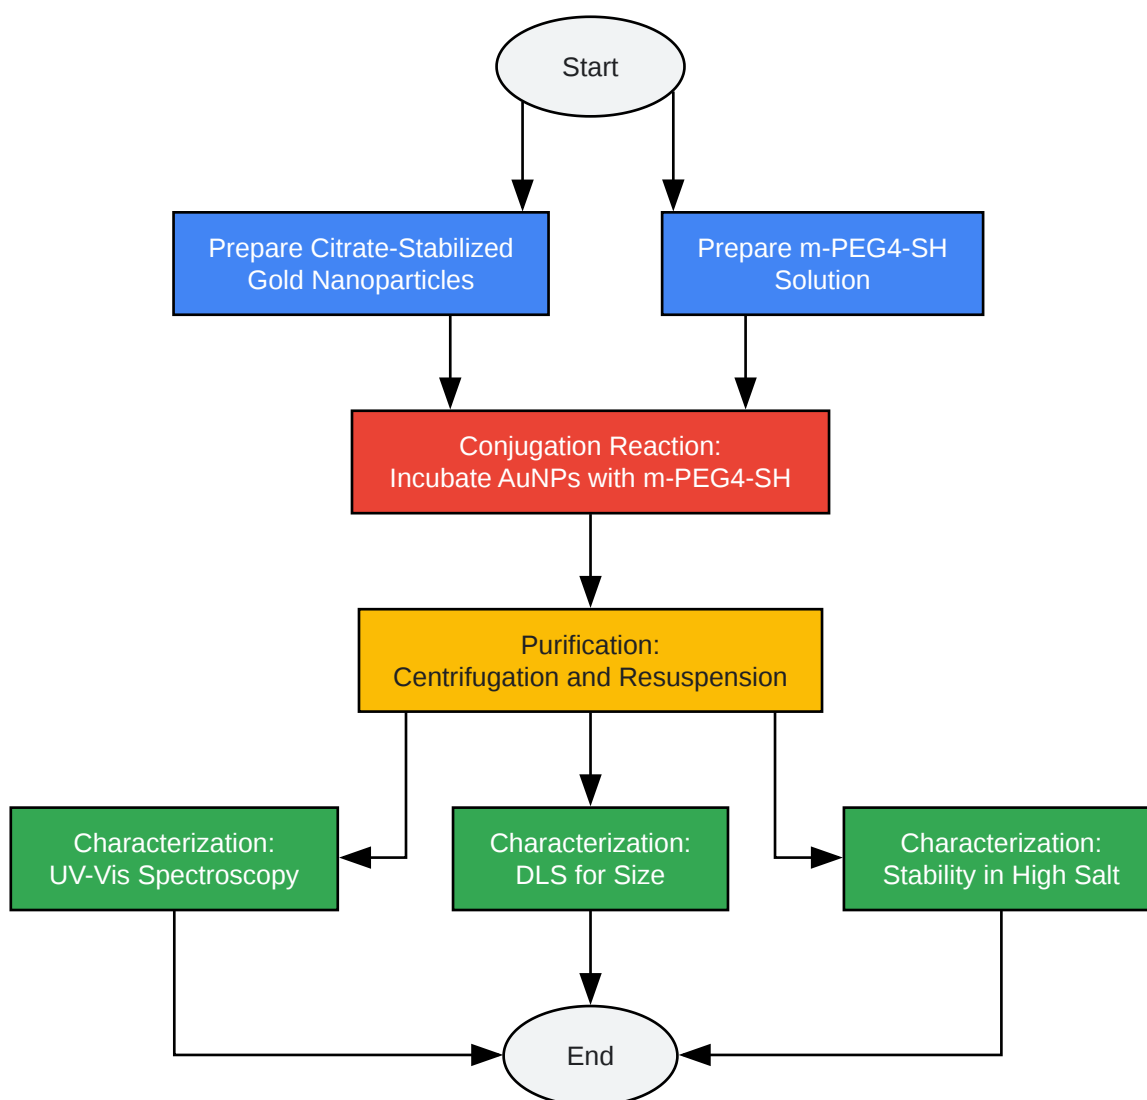 Start
Prepare Citrate-Stabilized
Gold Nanoparticles
Prepare m-PEG4-SH
Solution
Conjugation Reaction:
Incubate AuNPs with m-PEG4-SH
Purification:
Centrifugation and Resuspension
Characterization:
UV-Vis Spectroscopy
Characterization:
DLS for Size
Characterization:
Stability in High Salt
End